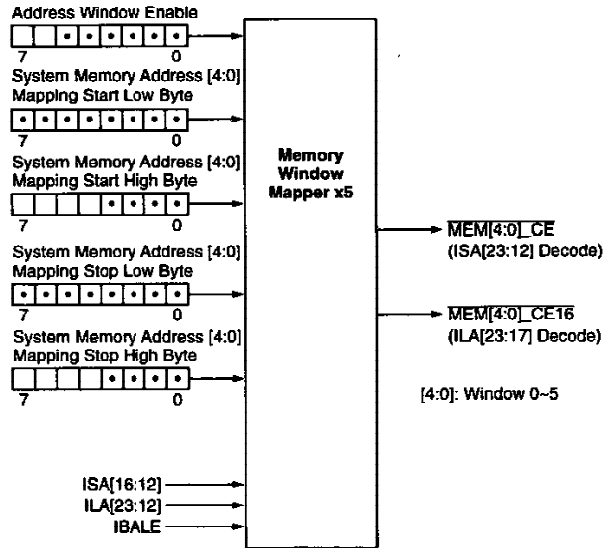 Address Window Enable
7 0
System Memory Address [4:0]
Mapping Start Low Byte
7 0
System Memory Address [4:0]
Mapping Start High Byte
7 0
System Memory Address [4:0]
Mapping Stop Low Byte
7 0
System Memory Address [4:0]
Mapping Stop High Byte
7 0
ISA[16:12]
ILA[23:12]
IBALE
Memory
Window
Mapper x5
MEM[4:0]_CE
(ISA[23:12] Decode)
MEM[4:0]_CE16
(ILA[23:17] Decode)
[4:0]: Window 0~5